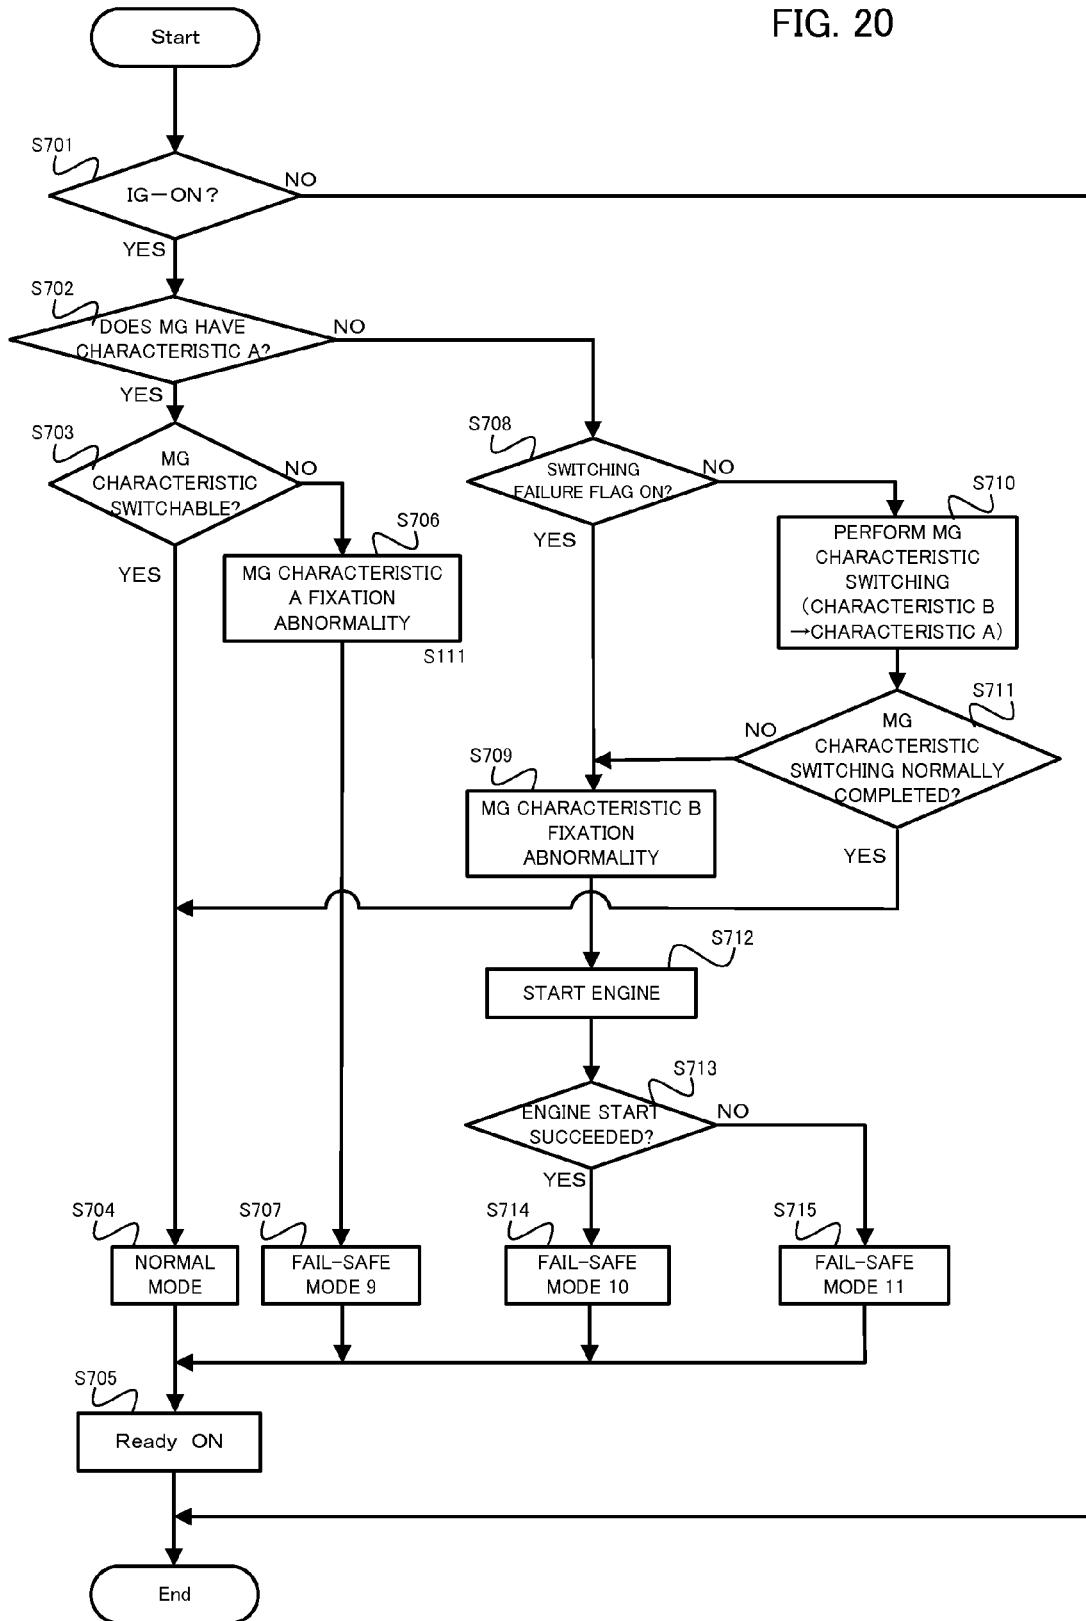 FIG. 20
Start
S701
IG-ON?
NO
YES
S702
DOES MG HAVE
CHARACTERISTIC A?
NO
YES
S703
MG
CHARACTERISTIC
SWITCHABLE?
NO
YES
S706
MG CHARACTERISTIC
A FIXATION
ABNORMALITY
S111
S708
SWITCHING
FAILURE FLAG ON?
NO
YES
S710
PERFORM MG
CHARACTERISTIC
SWITCHING
(CHARACTERISTIC B
→CHARACTERISTIC A)
S711
MG
CHARACTERISTIC
SWITCHING NORMALLY
COMPLETED?
NO
YES
S709
MG CHARACTERISTIC B
FIXATION
ABNORMALITY
S712
START ENGINE
S713
ENGINE START
SUCCEEDED?
NO
YES
S704
NORMAL
MODE
S707
FAIL-SAFE
MODE 9
S714
FAIL-SAFE
MODE 10
S715
FAIL-SAFE
MODE 11
S705
Ready ON
End